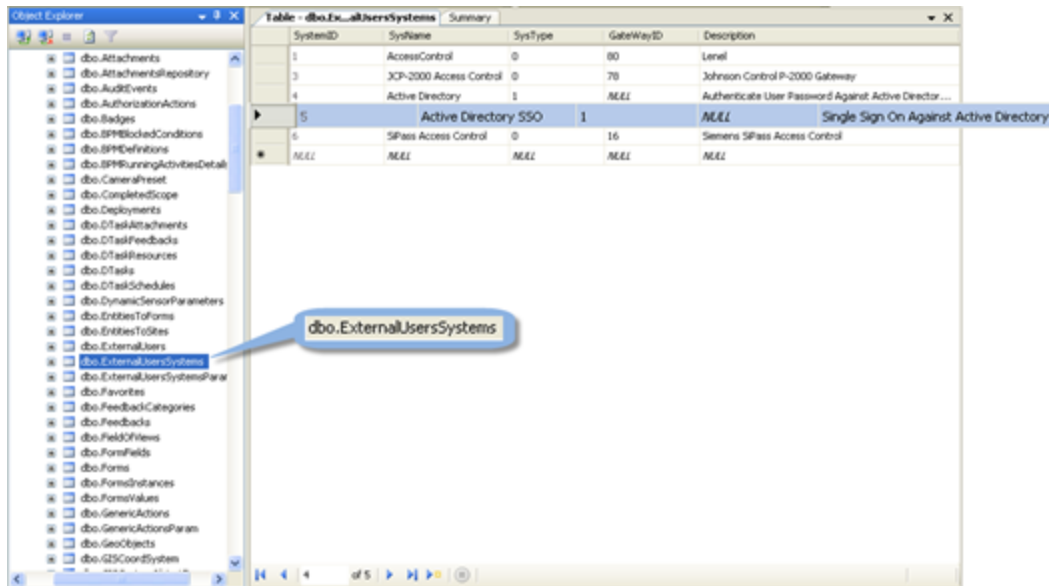 Object Explorer
dbo.Attachments
dbo.AttachmentsRepository
dbo.AuditEvents
dbo.AuthorizationActions
dbo.Badges
dbo.BPMBlockedConditions
dbo.BPMDefinitions
dbo.BPMRunningActivitiesDetails
dbo.CameraPreset
dbo.CompletedScope
dbo.Deployments
dbo.DTaskAttachments
dbo.DTaskFeedbacks
dbo.DTaskResources
dbo.DTasks
dbo.DTaskSchedules
dbo.DynamicSensorParameters
dbo.EntitiesToForms
dbo.EntitiesToSites
dbo.ExternalUsers
dbo.ExternalUsersSystems
dbo.ExternalUsersSystemsParar
dbo.Favorites
dbo.FeedbackCategories
dbo.Feedbacks
dbo.FieldOfViews
dbo.FormFields
dbo.Forms
dbo.FormsInstances
dbo.FormsValues
dbo.GenericActions
dbo.GenericActionsParam
dbo.GeoObjects
dbo.GISCoordSystem
Table - dbo.Ex...alUsersSystems Summary
SystemID SysName SysType GateWayID Description
1 AccessControl 0 80 Lenel
3 JCP-2000 Access Control 0 78 Johnson Control P-2000 Gateway
4 Active Directory 1 NULL Authenticate User Password Against Active Director...
5 Active Directory SSO 1 NULL Single Sign On Against Active Directory
6 SiPass Access Control 0 16 Siemens SiPass Access Control
NULL NULL NULL NULL NULL
dbo.ExternalUsersSystems
4 of 5